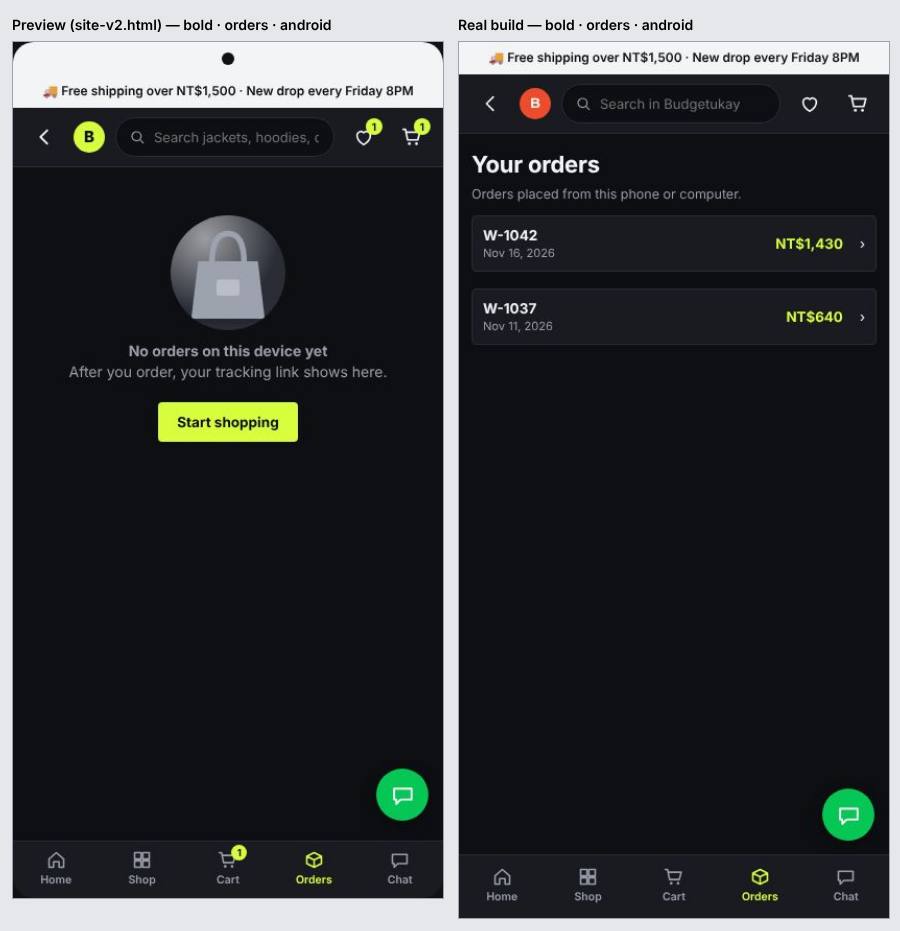 Preview (site-v2.html) — bold · orders · android
🚚 Free shipping over NT$1,500 · New drop every Friday 8PM
B
Search jackets, hoodies, c
1
1
No orders on this device yet
After you order, your tracking link shows here.
Start shopping
1
Home
Shop
Cart
Orders
Chat
Real build — bold · orders · android
🚚 Free shipping over NT$1,500 · New drop every Friday 8PM
B
Search in Budgetukay
Your orders
Orders placed from this phone or computer.
W-1042
Nov 16, 2026
NT$1,430 ›
W-1037
Nov 11, 2026
NT$640 ›
Home
Shop
Cart
Orders
Chat